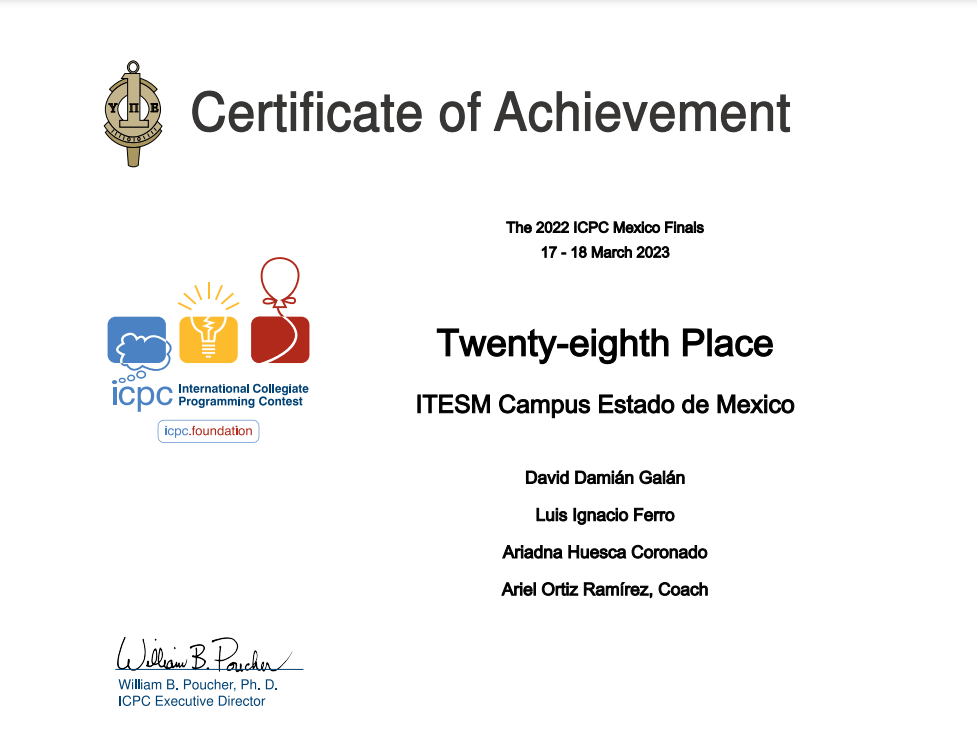 Υ Π Β
Certificate of Achievement
The 2022 ICPC Mexico Finals
17 - 18 March 2023
Twenty-eighth Place
ITESM Campus Estado de Mexico
David Damián Galán
Luis Ignacio Ferro
Ariadna Huesca Coronado
Ariel Ortiz Ramírez, Coach
icpc International Collegiate
Programming Contest
icpc.foundation
William B. Poucher
William B. Poucher, Ph. D.
ICPC Executive Director